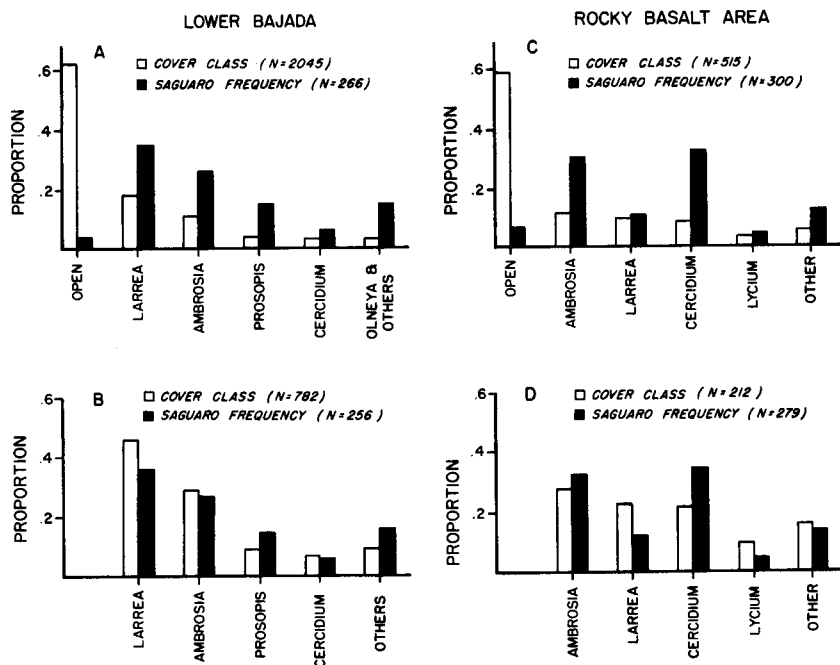 LOWER BAJADA
A
COVER CLASS (N=2045)
SAGUARO FREQUENCY (N=266)
PROPORTION
.6
.4
.2
OPEN
LARREA
AMBROSIA
PROSOPIS
CERCIDIUM
OLNEYA &
OTHERS
ROCKY BASALT AREA
C
COVER CLASS (N=515)
SAGUARO FREQUENCY (N=300)
PROPORTION
.6
.4
.2
OPEN
AMBROSIA
LARREA
CERCIDIUM
LYCIUM
OTHER
B
COVER CLASS (N=782)
SAGUARO FREQUENCY (N=256)
PROPORTION
.6
.4
.2
LARREA
AMBROSIA
PROSOPIS
CERCIDIUM
OTHERS
D
COVER CLASS (N=212)
SAGUARO FREQUENCY (N=279)
PROPORTION
.6
.4
.2
AMBROSIA
LARREA
CERCIDIUM
LYCIUM
OTHER